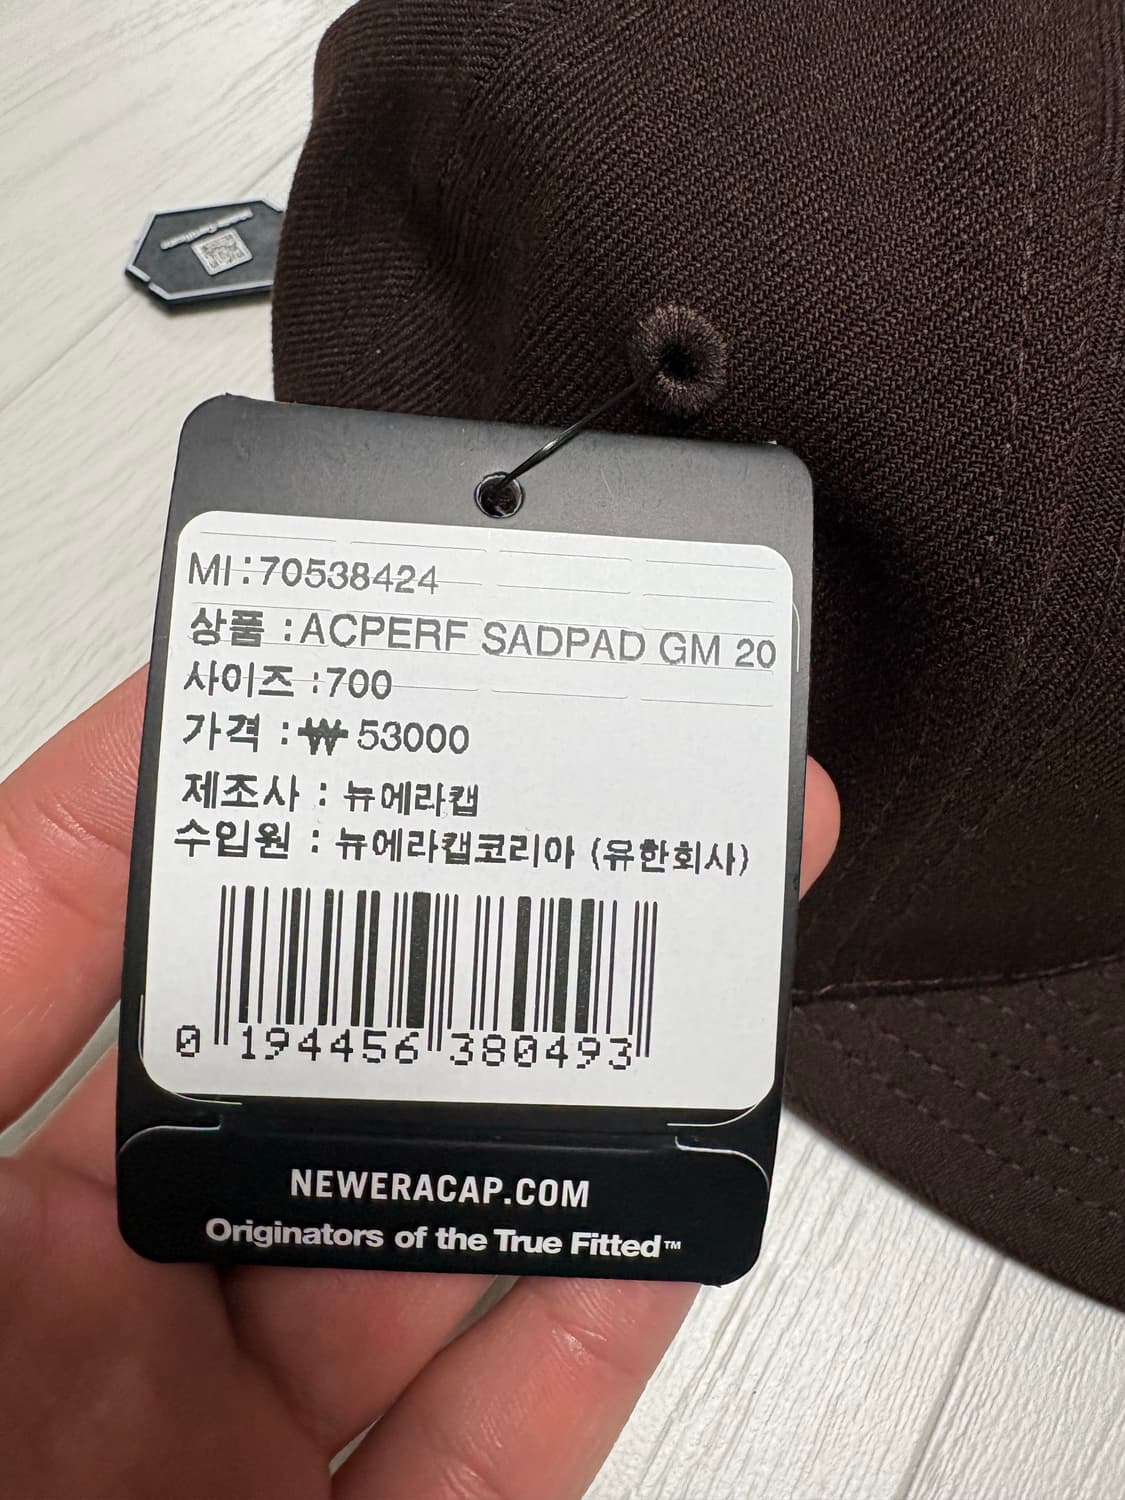 MI:70538424
상품 :ACPERF SADPAD GM 20
사이즈 :700
가격 :₩ 53000
제조사 : 뉴에라캡
수입원 : 뉴에라캡코리아 (유한회사)
0 194456 380493
NEWERACAP.COM
Originators of the True Fitted™